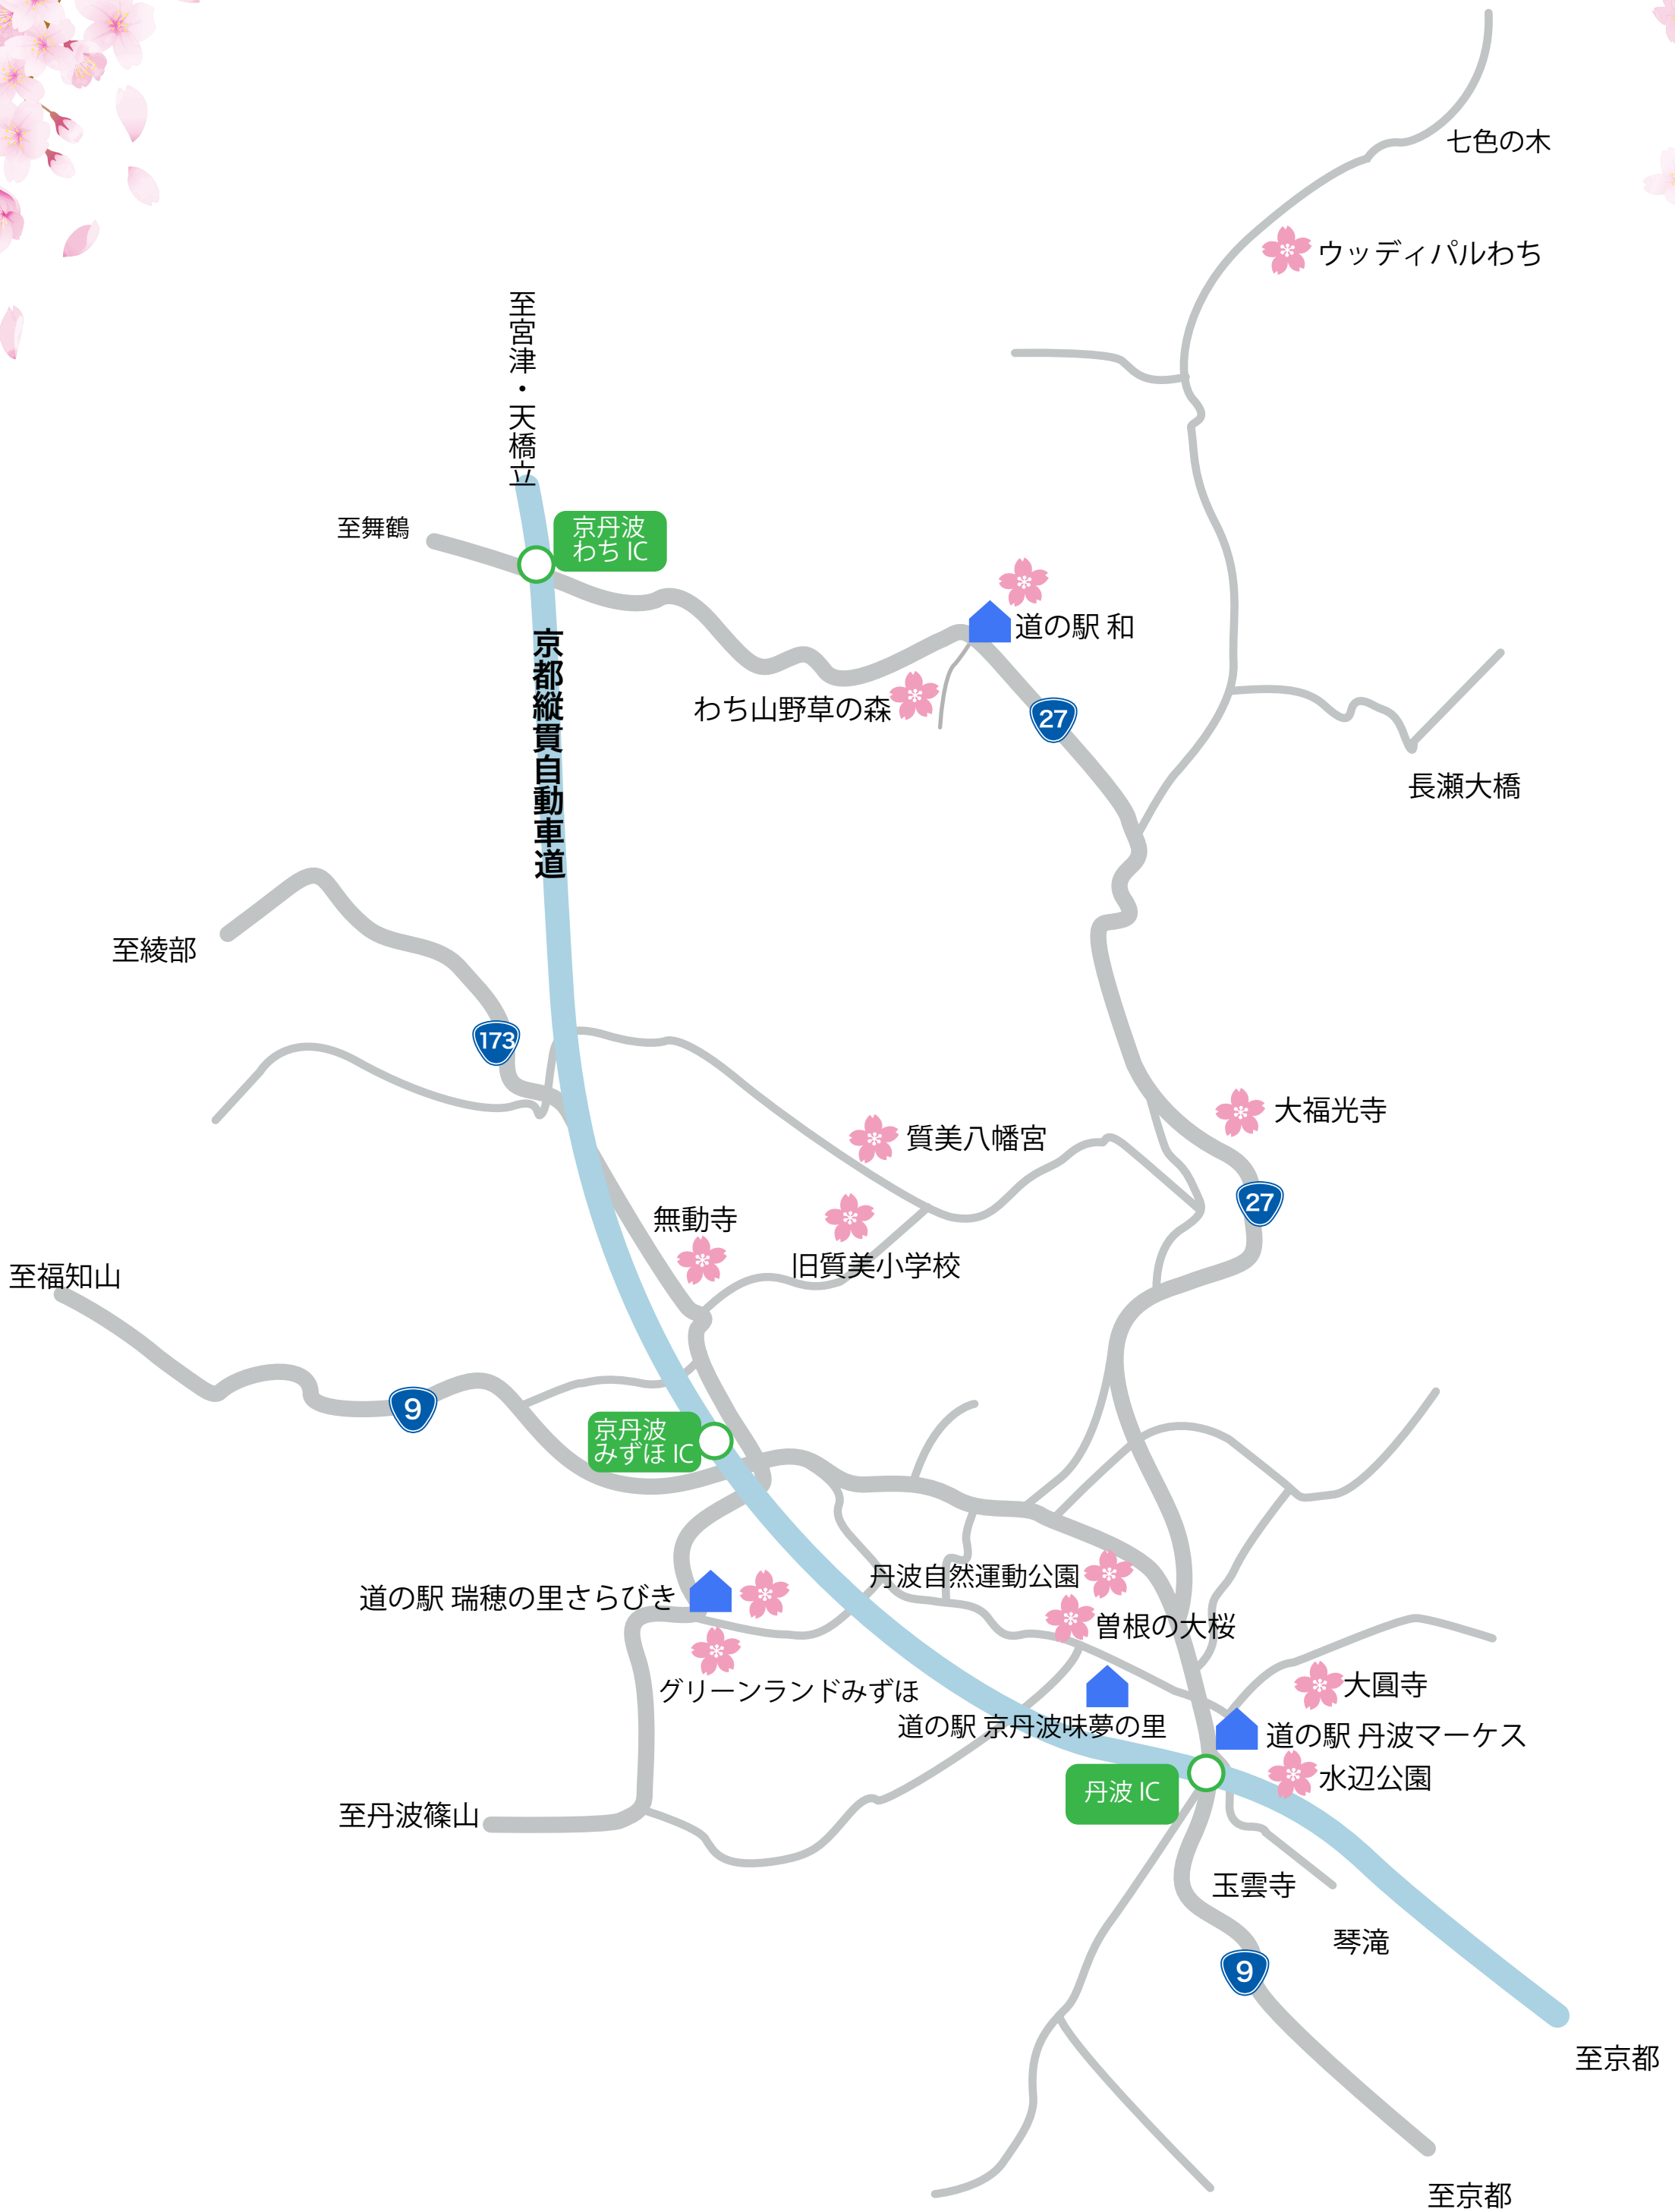 七色の木
ウッディパルわち
至宮津・天橋立
至舞鶴
京丹波
わち IC
道の駅 和
京都縦貫自動車道
わち山野草の森
27
長瀬大橋
至綾部
173
大福光寺
質美八幡宮
27
無動寺
旧質美小学校
至福知山
9
京丹波
みずほ IC
丹波自然運動公園
道の駅 瑞穂の里さらびき
曽根の大桜
グリーンランドみずほ
大圓寺
道の駅 京丹波味夢の里
道の駅 丹波マーケス
水辺公園
丹波 IC
至丹波篠山
玉雲寺
琴滝
9
至京都
至京都